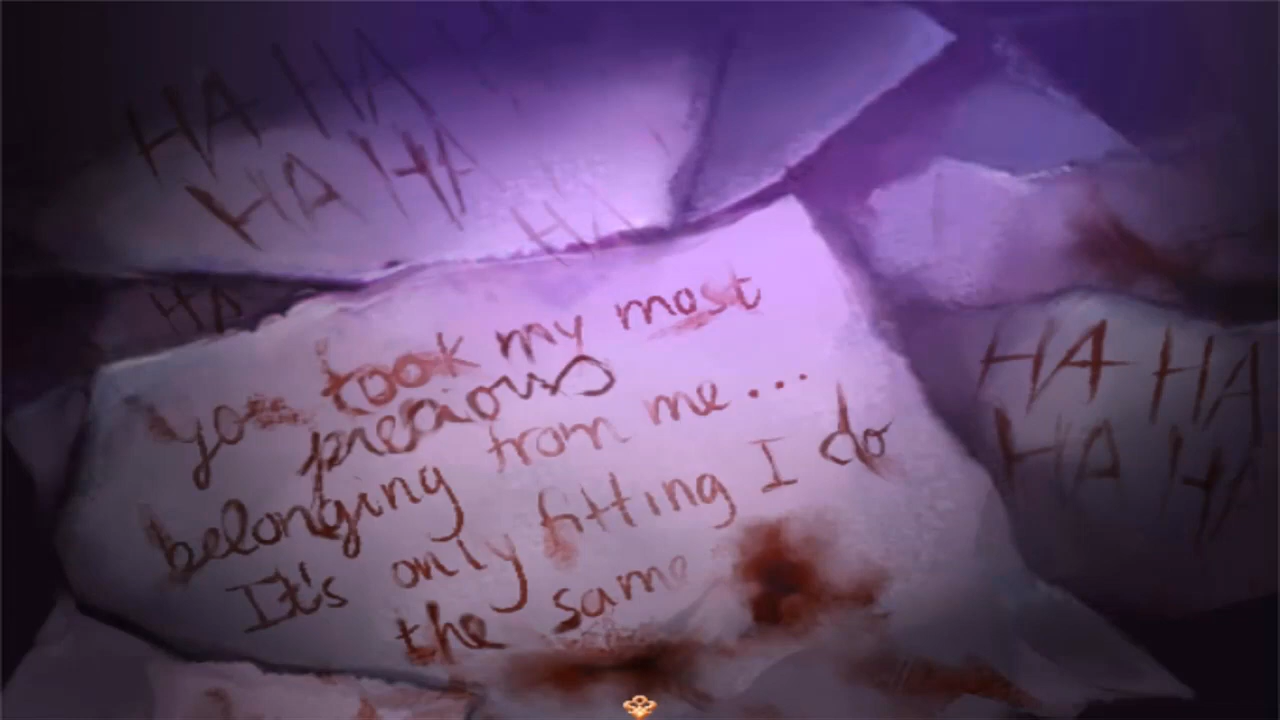 HA HA
HA HA
HA
HA
you took my most
precious
belonging from me...
It's only fitting I do
the same
HA HA
HA HA